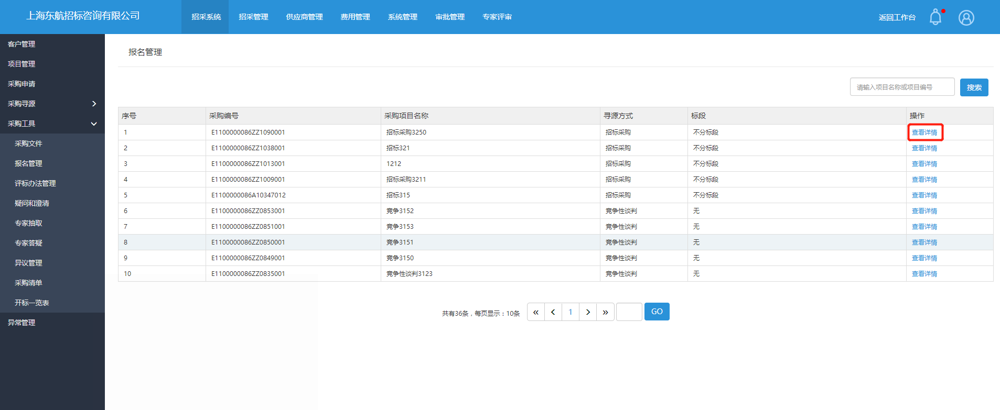 上海东航招标咨询有限公司 招采系统 招采管理 供应商管理 费用管理 系统管理 审批管理 专家评审 返回工作台
客户管理
项目管理
采购申请
采购寻源
采购工具
采购文件
报名管理
评标办法管理
疑问和澄清
专家抽取
专家答疑
异议管理
采购清单
开标一览表
异常管理
报名管理
请输入项目名称或项目编号 搜索
序号 采购编号 采购项目名称 寻源方式 标段 操作
1 E1100000086ZZ1090001 招标采购3250 招标采购 不分标段 查看详情
2 E1100000086ZZ1038001 招标321 招标采购 不分标段 查看详情
3 E1100000086ZZ1013001 1212 招标采购 不分标段 查看详情
4 E1100000086ZZ1009001 招标采购3211 招标采购 不分标段 查看详情
5 E1100000086A10347012 招标315 招标采购 不分标段 查看详情
6 E1100000086ZZ0853001 竞争3152 竞争性谈判 无 查看详情
7 E1100000086ZZ0851001 竞争3153 竞争性谈判 无 查看详情
8 E1100000086ZZ0850001 竞争3151 竞争性谈判 无 查看详情
9 E1100000086ZZ0849001 竞争3150 竞争性谈判 无 查看详情
10 E1100000086ZZ0835001 竞争性谈判3123 竞争性谈判 无 查看详情
共有36条，每页显示：10条 « < 1 > » GO